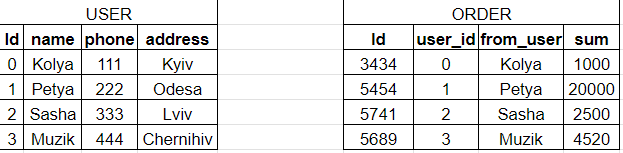 USER ORDER
Id name phone address Id user_id from_user sum
0 Kolya 111 Kyiv 3434 0 Kolya 1000
1 Petya 222 Odesa 5454 1 Petya 20000
2 Sasha 333 Lviv 5741 2 Sasha 2500
3 Muzik 444 Chernihiv 5689 3 Muzik 4520